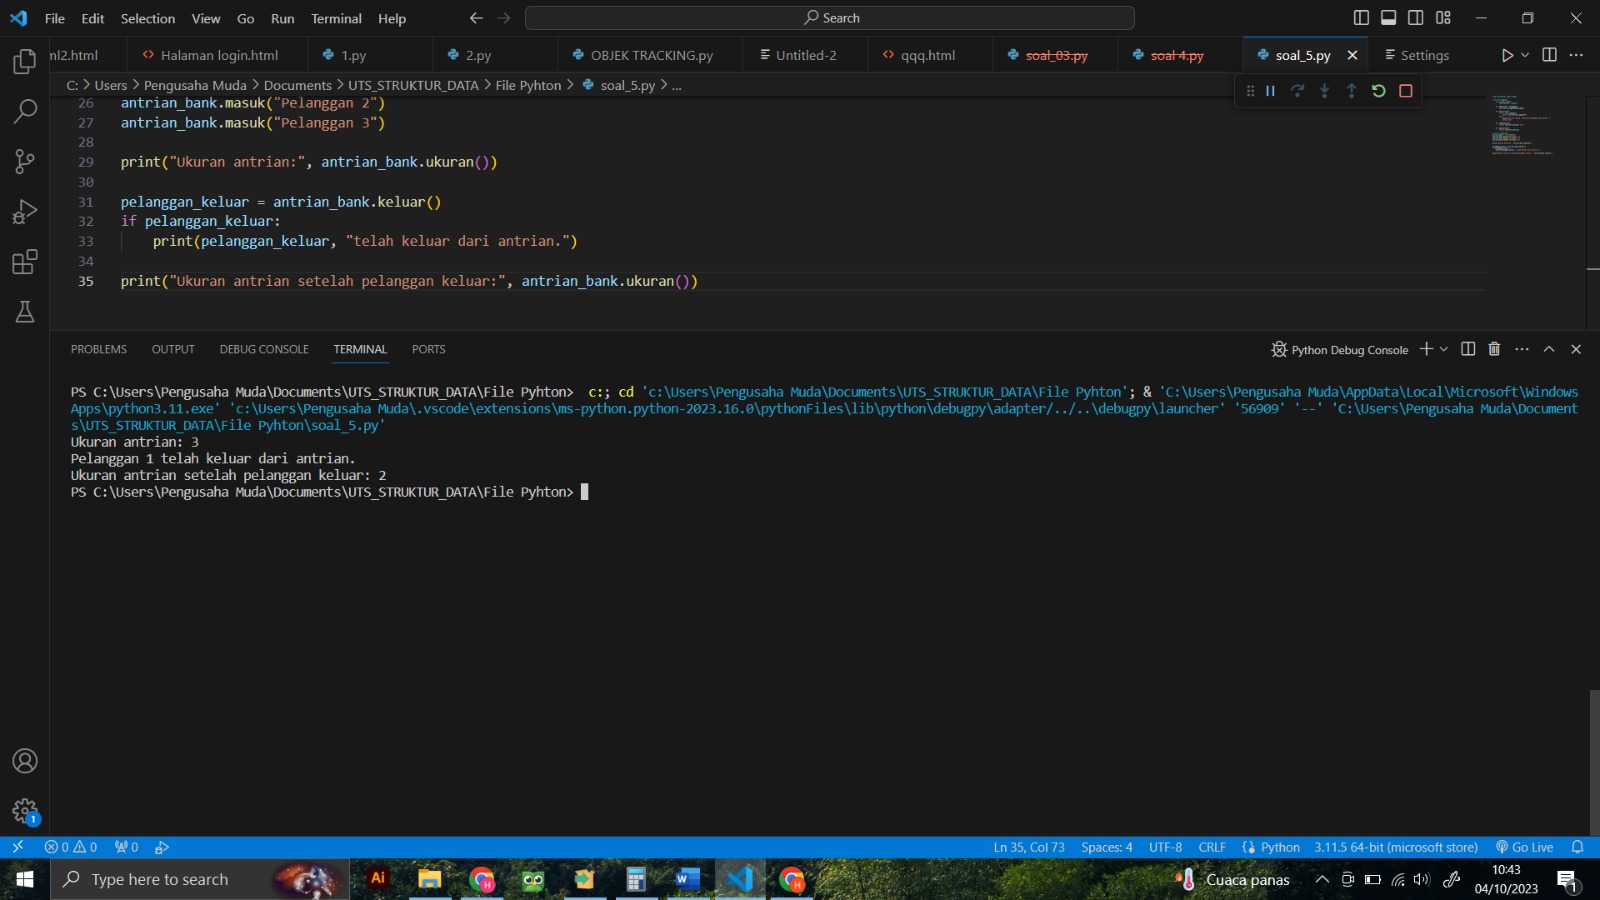 File Edit Selection View Go Run Terminal Help Search
ml2.html Halaman login.html 1.py 2.py OBJEK TRACKING.py Untitled-2 qqq.html soal_03.py soal 4.py soal_5.py Settings
C: > Users > Pengusaha Muda > Documents > UTS_STRUKTUR_DATA > File Pyhton > soal_5.py > ...
26 antrian_bank.masuk("Pelanggan 2")
27 antrian_bank.masuk("Pelanggan 3")
28
29 print("Ukuran antrian:", antrian_bank.ukuran())
30
31 pelanggan_keluar = antrian_bank.keluar()
32 if pelanggan_keluar:
33     print(pelanggan_keluar, "telah keluar dari antrian.")
34
35 print("Ukuran antrian setelah pelanggan keluar:", antrian_bank.ukuran())
PROBLEMS OUTPUT DEBUG CONSOLE TERMINAL PORTS Python Debug Console
PS C:\Users\Pengusaha Muda\Documents\UTS_STRUKTUR_DATA\File Pyhton>  c:; cd 'c:\Users\Pengusaha Muda\Documents\UTS_STRUKTUR_DATA\File Pyhton'; & 'C:\Users\Pengusaha Muda\AppData\Local\Microsoft\Windows
Apps\python3.11.exe' 'c:\Users\Pengusaha Muda\.vscode\extensions\ms-python.python-2023.16.0\pythonFiles\lib\python\debugpy\adapter/../..\debugpy\launcher' '56909' '--' 'C:\Users\Pengusaha Muda\Document
s\UTS_STRUKTUR_DATA\File Pyhton\soal_5.py'
Ukuran antrian: 3
Pelanggan 1 telah keluar dari antrian.
Ukuran antrian setelah pelanggan keluar: 2
PS C:\Users\Pengusaha Muda\Documents\UTS_STRUKTUR_DATA\File Pyhton>
1
0 0 0 Ln 35, Col 73 Spaces: 4 UTF-8 CRLF Python 3.11.5 64-bit (microsoft store) Go Live
Type here to search Ai Cuaca panas 10:43
04/10/2023 1